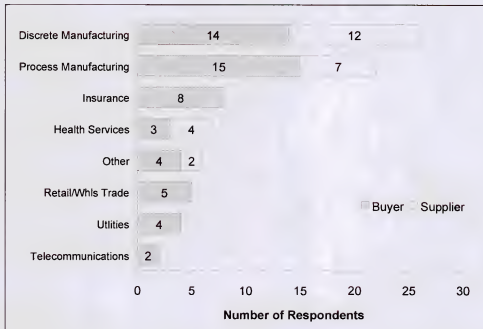 Discrete Manufacturing 14 12
Process Manufacturing 15 7
Insurance 8
Health Services 3 4
Other 4 2
Retail/Whls Trade 5
Buyer Supplier
Utlities 4
Telecommunications 2
0 5 10 15 20 25 30
Number of Respondents